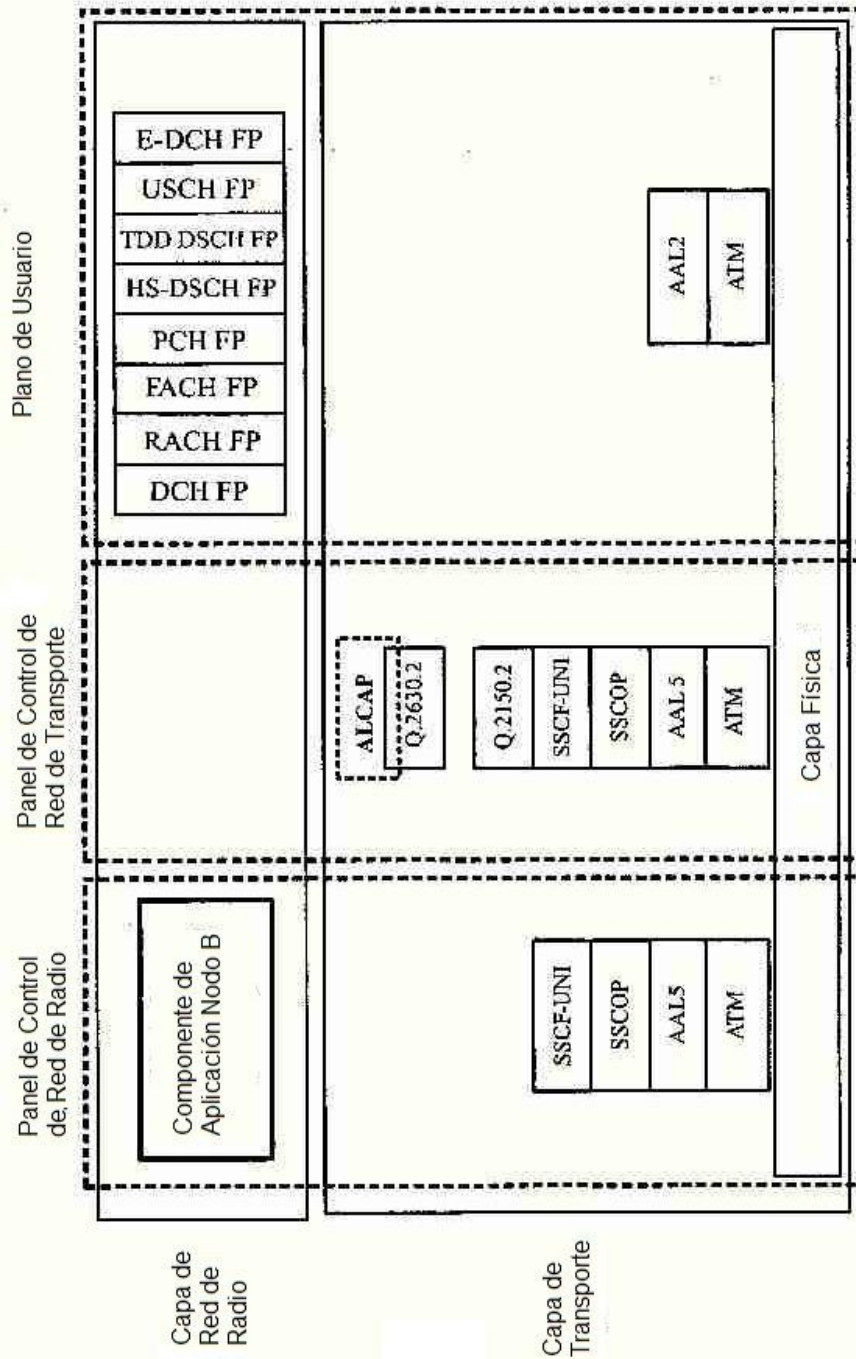 Panel de Control
de, Red de Radio
Panel de Control de
Red de Transporte
Plano de Usuario
Capa de
Red de
Radio
Componente de
Aplicación Nodo B
DCH FP
RACH FP
FACH FP
PCH FP
HS-DSCH FP
TDD DSCH FP
USCH FP
E-DCH FP
Capa de
Transporte
SSCF-UNI
SSCOP
AAL5
ATM
ALCAP
Q.2630.2
Q.2150.2
SSCF-UNI
SSCOP
AAL 5
ATM
AAL2
ATM
Capa Física